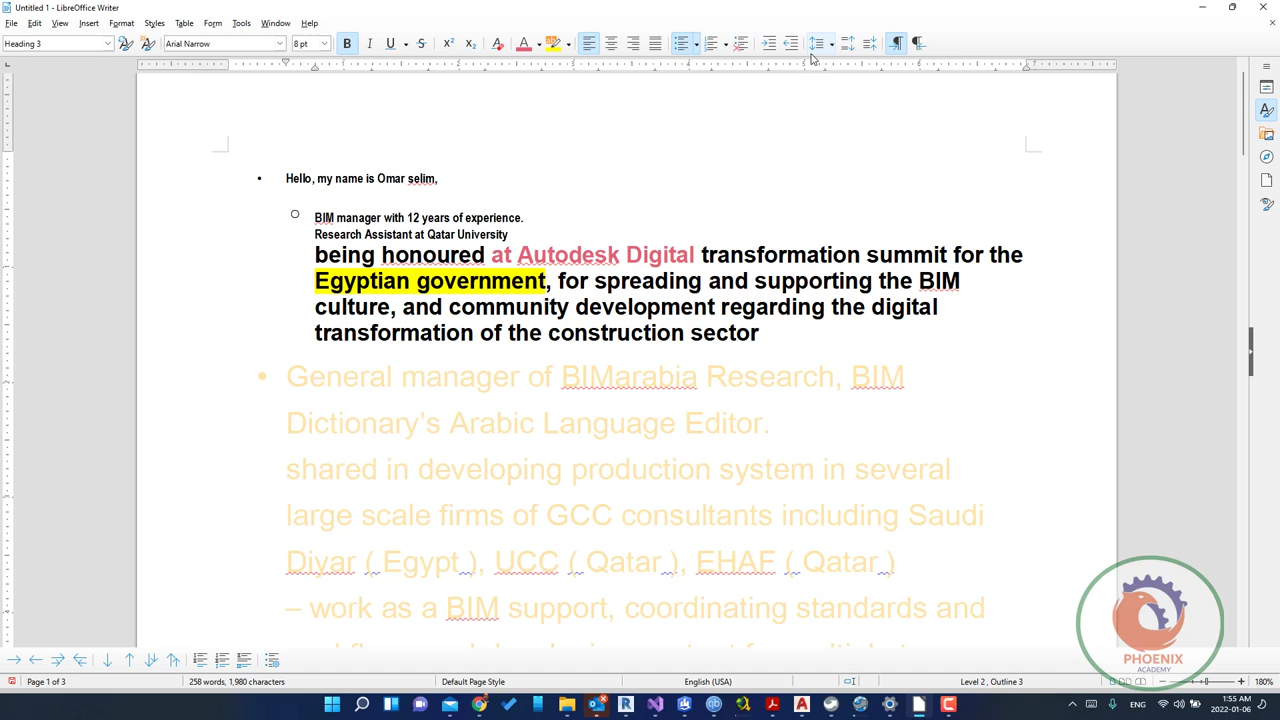 Untitled 1 - LibreOffice Writer
File Edit View Insert Format Styles Table Form Tools Window Help
Heading 3 Arial Narrow 8 pt
Hello, my name is Omar selim,
BIM manager with 12 years of experience.
Research Assistant at Qatar University
being honoured at Autodesk Digital transformation summit for the
Egyptian government, for spreading and supporting the BIM
culture, and community development regarding the digital
transformation of the construction sector
General manager of BIMarabia Research, BIM
Dictionary's Arabic Language Editor.
shared in developing production system in several
large scale firms of GCC consultants including Saudi
Diyar ( Egypt ), UCC ( Qatar ), EHAF ( Qatar )
– work as a BIM support, coordinating standards and
PHOENIX
ACADEMY
Page 1 of 3 258 words, 1,980 characters Default Page Style English (USA) Level 2 , Outline 3 180%
ENG 1:55 AM
2022-01-06